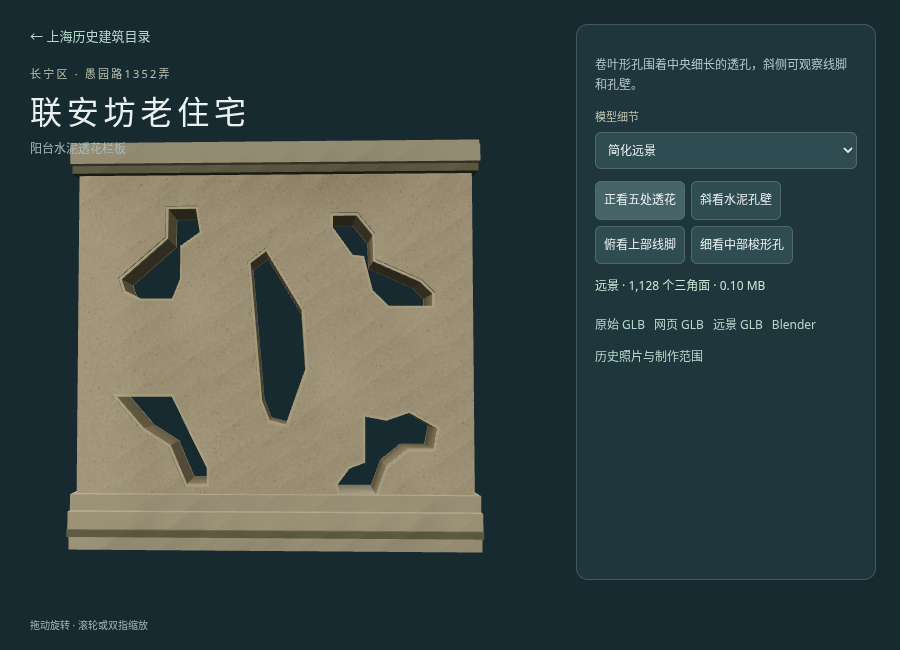 ← 上海历史建筑目录
长宁区 · 愚园路1352弄
联安坊老住宅
阳台水泥透花栏板
卷叶形孔围着中央细长的透孔，斜侧可观察线脚
和孔壁。
模型细节
简化远景
正看五处透花
斜看水泥孔壁
俯看上部线脚
细看中部梭形孔
远景 · 1,128 个三角面 · 0.10 MB
原始 GLB 网页 GLB 远景 GLB Blender
历史照片与制作范围
拖动旋转 · 滚轮或双指缩放